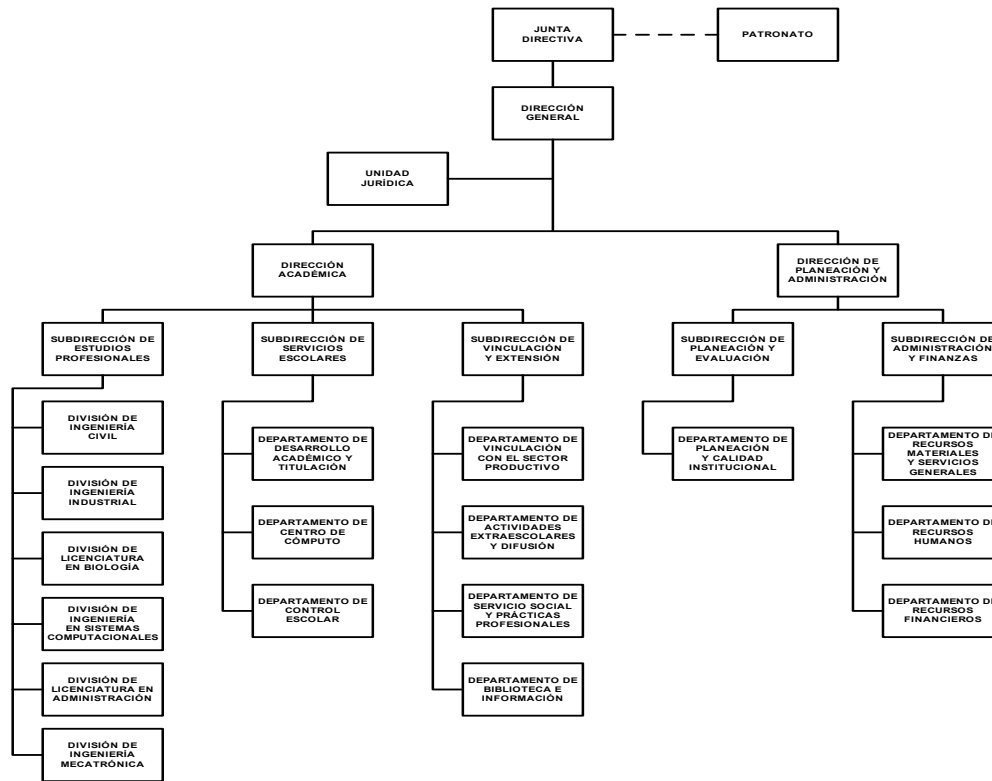 JUNTA
DIRECTIVA
PATRONATO
DIRECCIÓN
GENERAL
UNIDAD
JURÍDICA
DIRECCIÓN
ACADÉMICA
DIRECCIÓN DE
PLANEACIÓN Y
ADMINISTRACIÓN
SUBDIRECCIÓN DE
ESTUDIOS
PROFESIONALES
SUBDIRECCIÓN DE
SERVICIOS
ESCOLARES
SUBDIRECCIÓN DE
VINCULACIÓN
Y EXTENSIÓN
SUBDIRECCIÓN DE
PLANEACIÓN Y
EVALUACIÓN
SUBDIRECCIÓN DE
ADMINISTRACIÓN
Y FINANZAS
DIVISIÓN DE
INGENIERÍA
CIVIL
DIVISIÓN DE
INGENIERÍA
INDUSTRIAL
DIVISIÓN DE
LICENCIATURA
EN BIOLOGÍA
DIVISIÓN DE
INGENIERÍA
EN SISTEMAS
COMPUTACIONALES
DIVISIÓN DE
LICENCIATURA EN
ADMINISTRACIÓN
DIVISIÓN DE
INGENIERÍA
MECATRÓNICA
DEPARTAMENTO DE
DESARROLLO
ACADÉMICO Y
TITULACIÓN
DEPARTAMENTO DE
CENTRO DE
CÓMPUTO
DEPARTAMENTO DE
CONTROL
ESCOLAR
DEPARTAMENTO DE
VINCULACIÓN
CON EL SECTOR
PRODUCTIVO
DEPARTAMENTO DE
ACTIVIDADES
EXTRAESCOLARES
Y DIFUSIÓN
DEPARTAMENTO DE
SERVICIO SOCIAL
Y PRÁCTICAS
PROFESIONALES
DEPARTAMENTO DE
BIBLIOTECA E
INFORMACIÓN
DEPARTAMENTO DE
PLANEACIÓN
Y CALIDAD
INSTITUCIONAL
DEPARTAMENTO DE
RECURSOS
MATERIALES
Y SERVICIOS
GENERALES
DEPARTAMENTO DE
RECURSOS
HUMANOS
DEPARTAMENTO DE
RECURSOS
FINANCIEROS